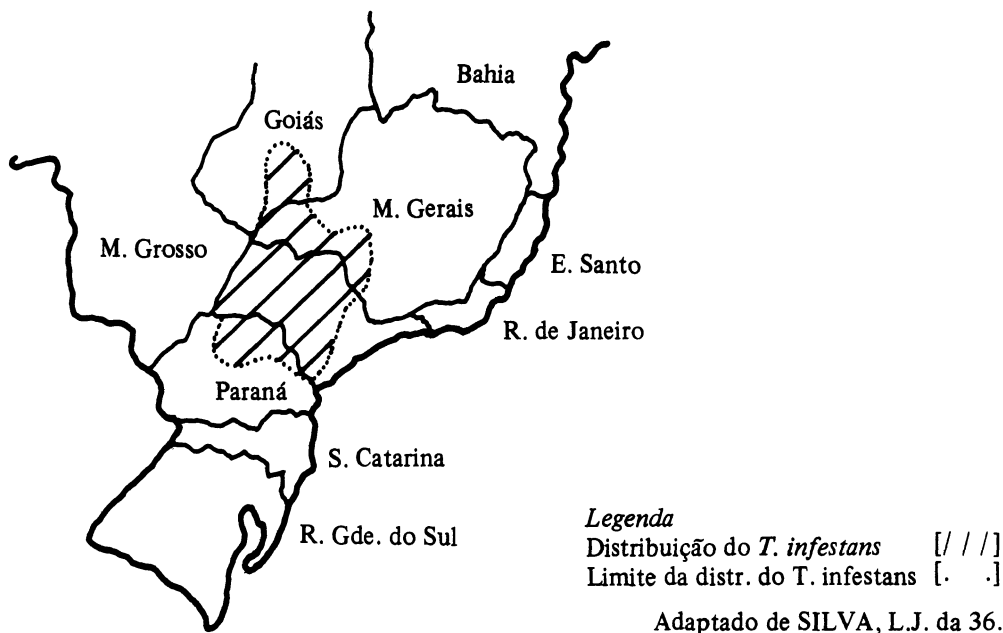 Bahia
Goiás
M. Gerais
M. Grosso
E. Santo
R. de Janeiro
Paraná
S. Catarina
R. Gde. do Sul
Legenda
Distribuição do T. infestans [/ / /]
Limite da distr. do T. infestans [. .]
Adaptado de SILVA, L.J. da 36.